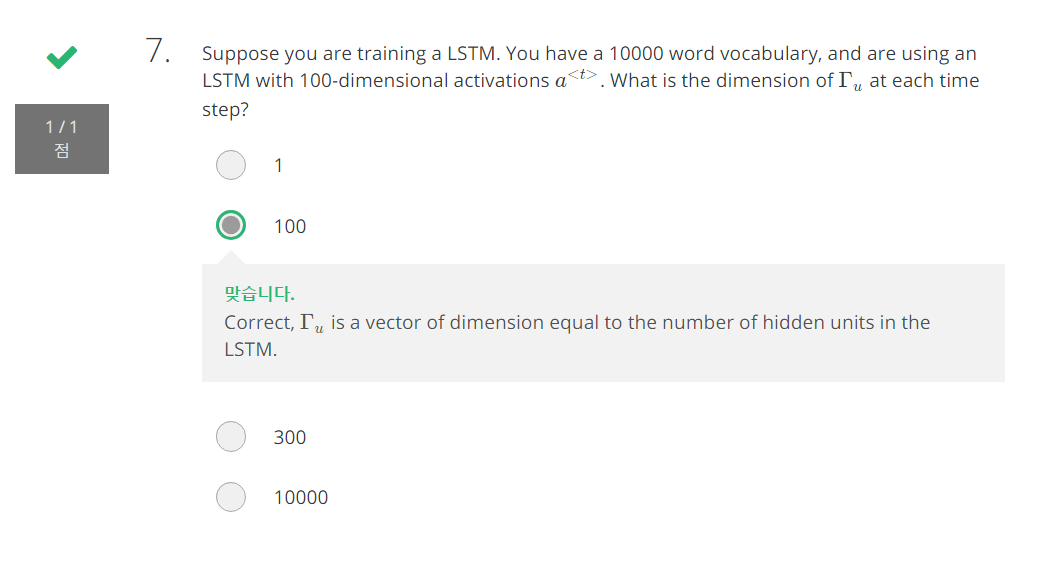 7.
Suppose you are training a LSTM. You have a 10000 word vocabulary, and are using an
LSTM with 100-dimensional activations a<t>. What is the dimension of Γu at each time
step?
1 / 1
점
1
100
맞습니다.
Correct, Γu is a vector of dimension equal to the number of hidden units in the
LSTM.
300
10000